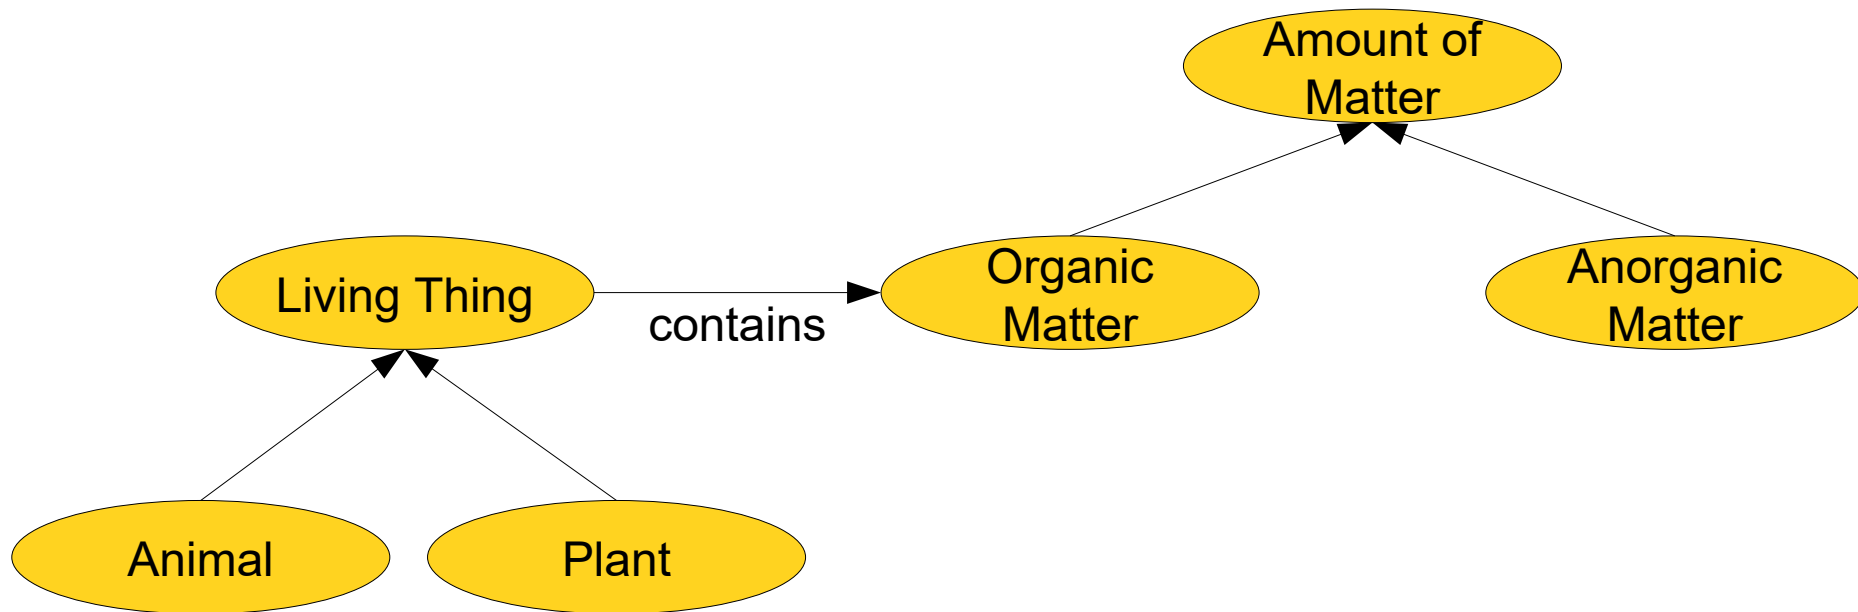 Amount of
Matter
Living Thing
contains
Organic
Matter
Anorganic
Matter
Animal
Plant